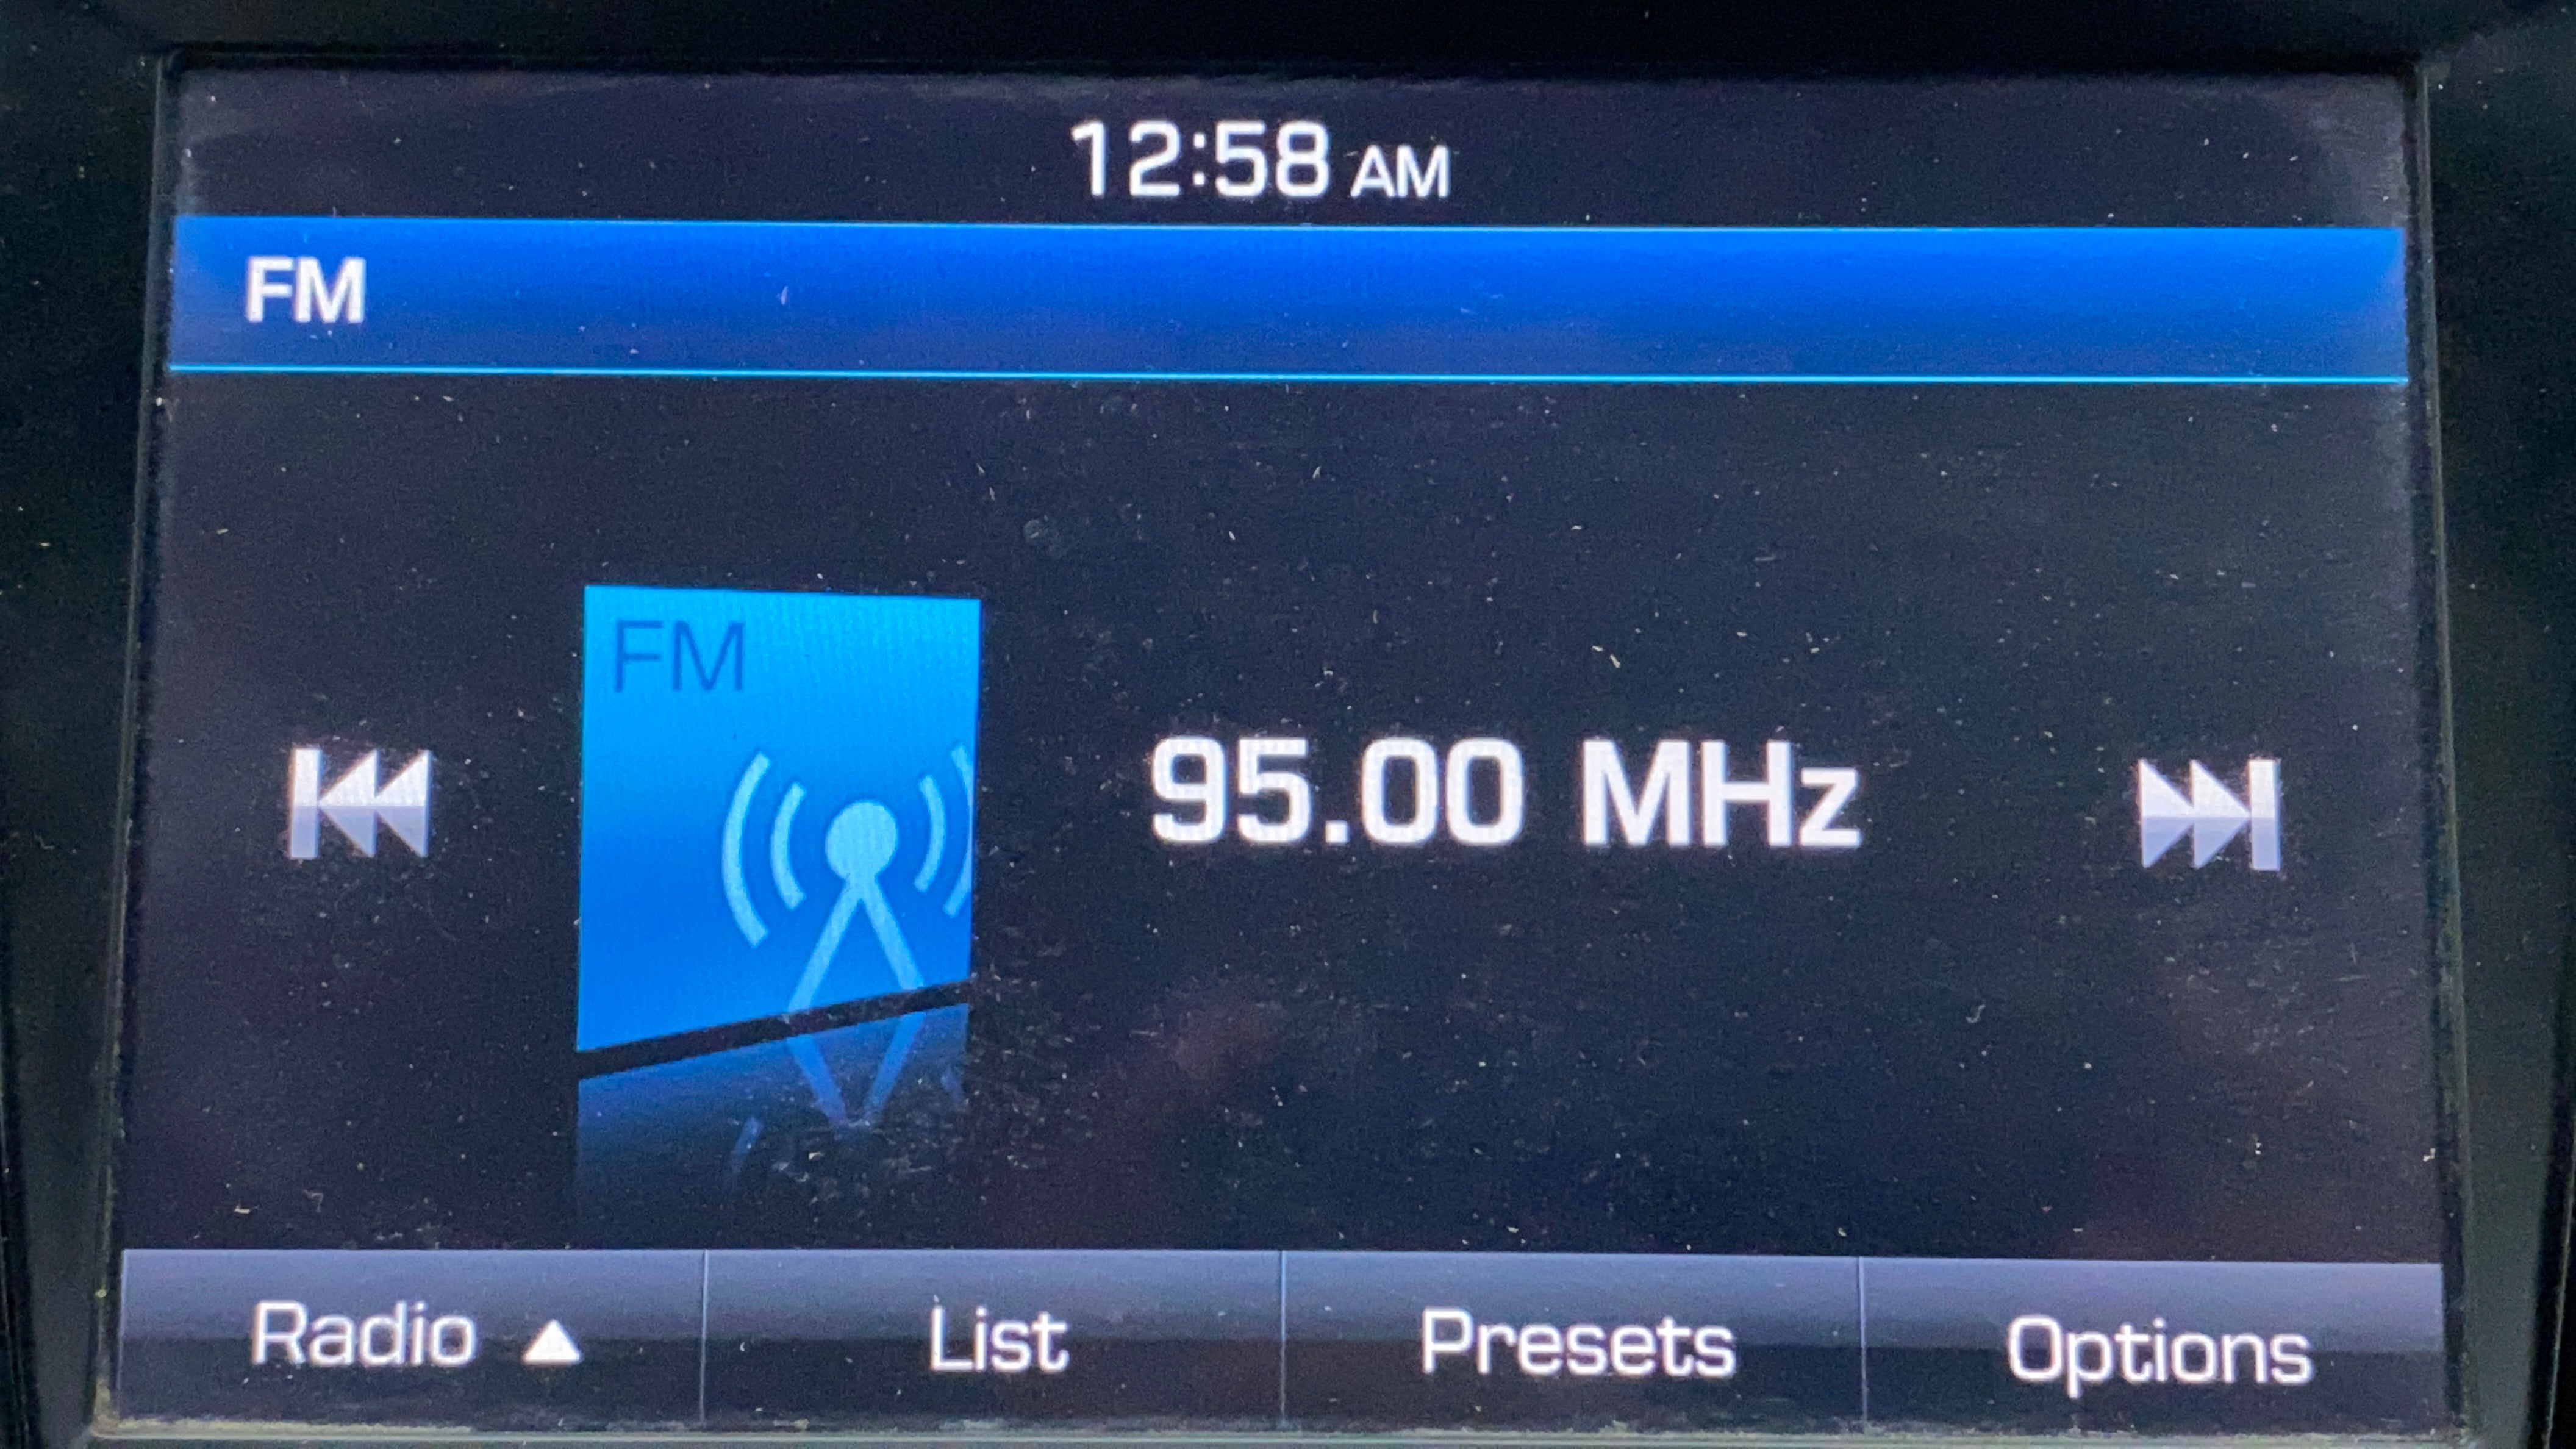 12:58 AM
FM
FM
95.00 MHz
Radio ▲
List
Presets
Options